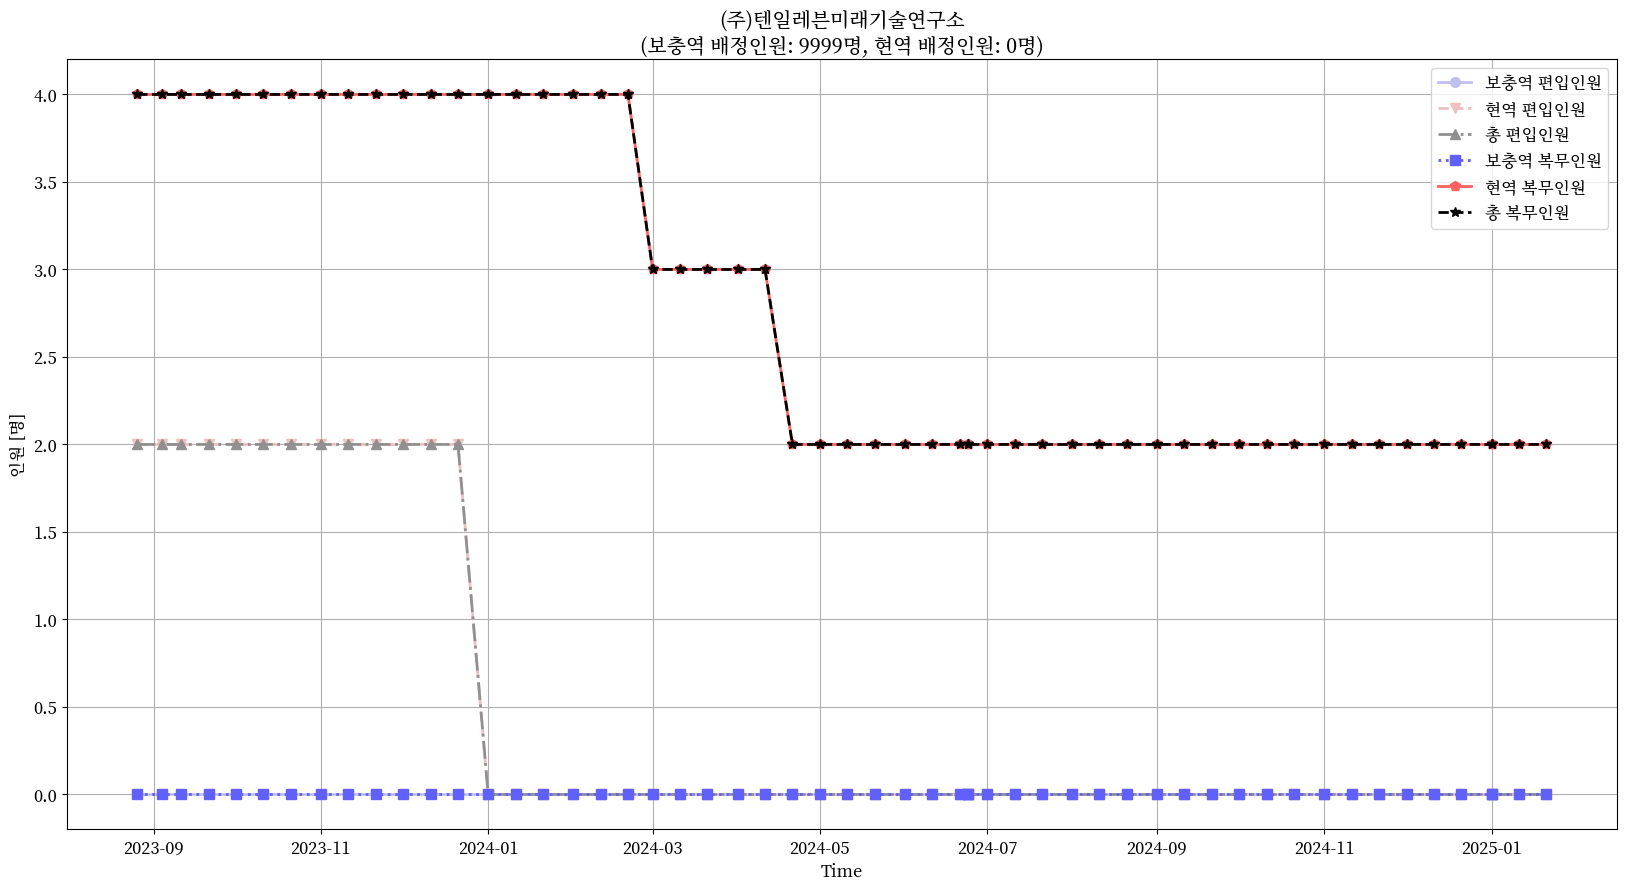 (주)텐일레븐미래기술연구소
(보충역 배정인원: 9999명, 현역 배정인원: 0명)
보충역 편입인원
현역 편입인원
총 편입인원
보충역 복무인원
현역 복무인원
총 복무인원
인원 [명]
4.0
3.5
3.0
2.5
2.0
1.5
1.0
0.5
0.0
2023-09
2023-11
2024-01
2024-03
2024-05
2024-07
2024-09
2024-11
2025-01
Time